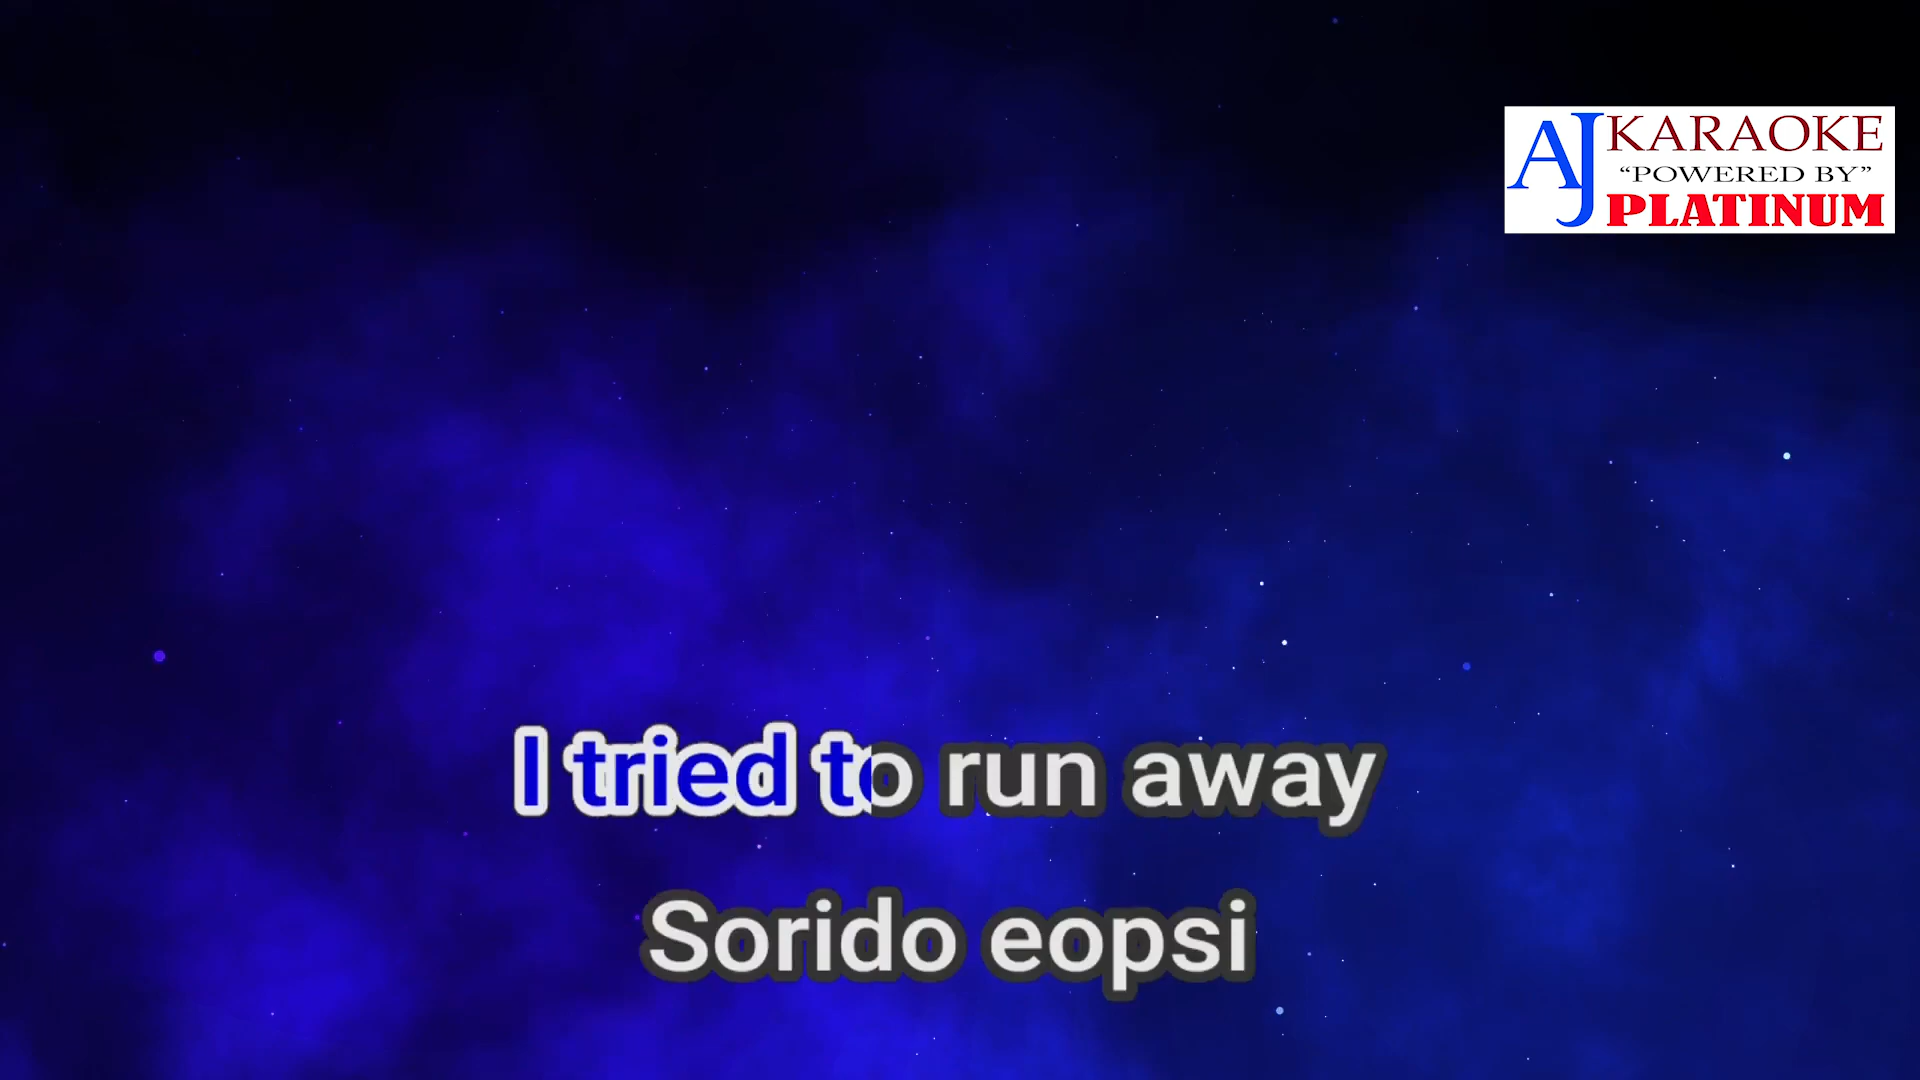 AJ KARAOKE
“POWERED BY”
PLATINUM
I tried to run away
Sorido eopsi